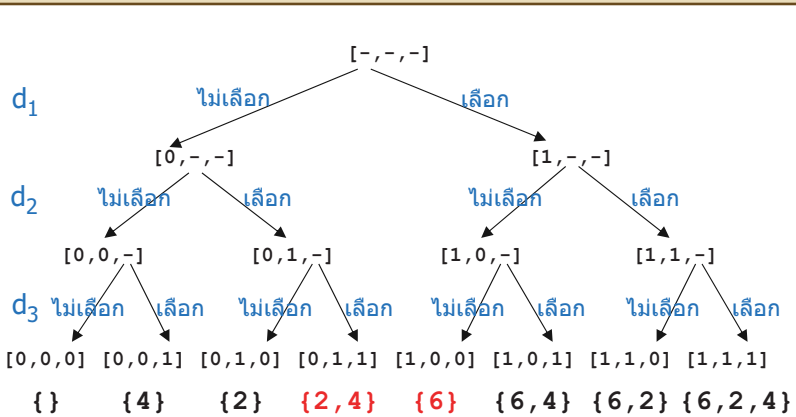 [-,-,-]
d1 ไม่เลือก เลือก
[0,-,-] [1,-,-]
d2 ไม่เลือก เลือก ไม่เลือก เลือก
[0,0,-] [0,1,-] [1,0,-] [1,1,-]
d3 ไม่เลือก เลือก ไม่เลือก เลือก ไม่เลือก เลือก ไม่เลือก เลือก
[0,0,0] [0,0,1] [0,1,0] [0,1,1] [1,0,0] [1,0,1] [1,1,0] [1,1,1]
{} {4} {2} {2,4} {6} {6,4} {6,2} {6,2,4}